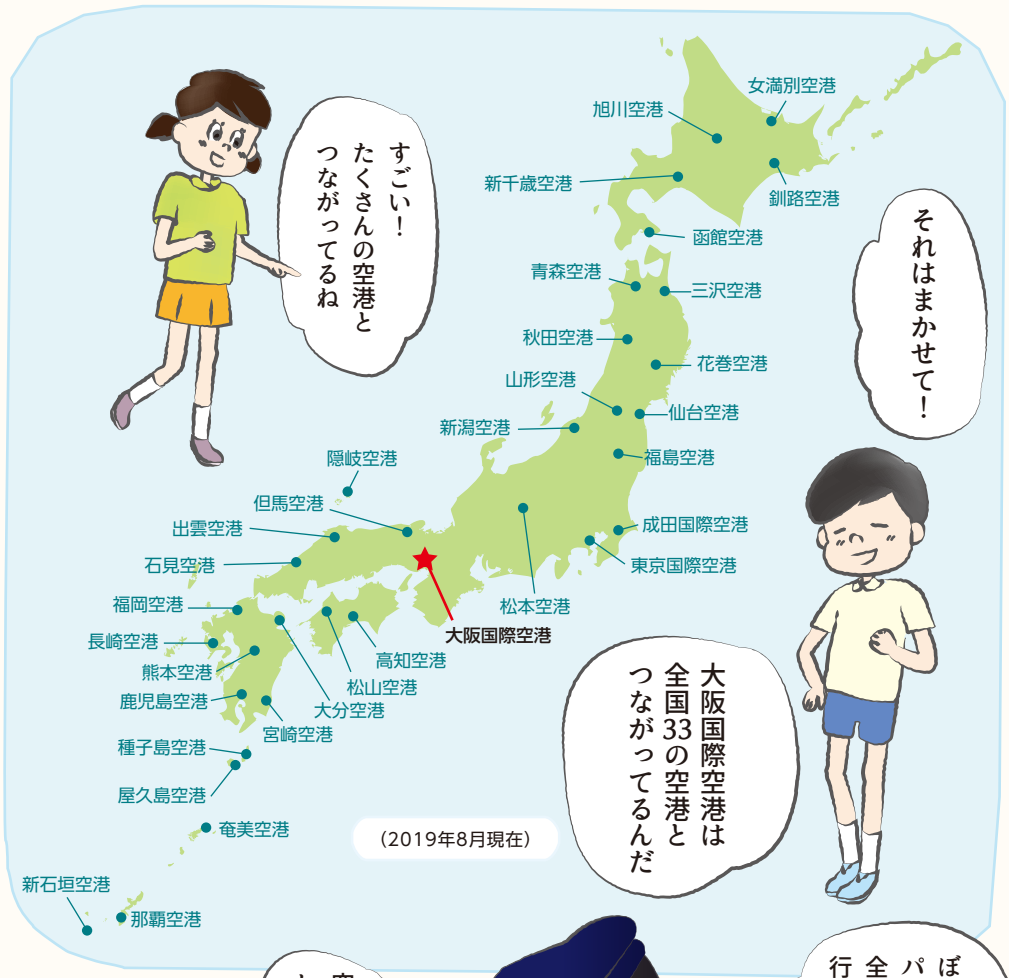 すごい！
たくさんの空港と
つながってるね
それはまかせて！
女満別空港
旭川空港
新千歳空港
釧路空港
函館空港
青森空港
三沢空港
秋田空港
花巻空港
山形空港
仙台空港
新潟空港
福島空港
隠岐空港
但馬空港
出雲空港
成田国際空港
石見空港
東京国際空港
福岡空港
松本空港
大阪国際空港
長崎空港
高知空港
熊本空港
松山空港
鹿児島空港
大分空港
宮崎空港
種子島空港
屋久島空港
奄美空港
新石垣空港
那覇空港
大阪国際空港は
全国33の空港と
つながってるんだ
（2019年8月現在）
ぼ
パ
全
行